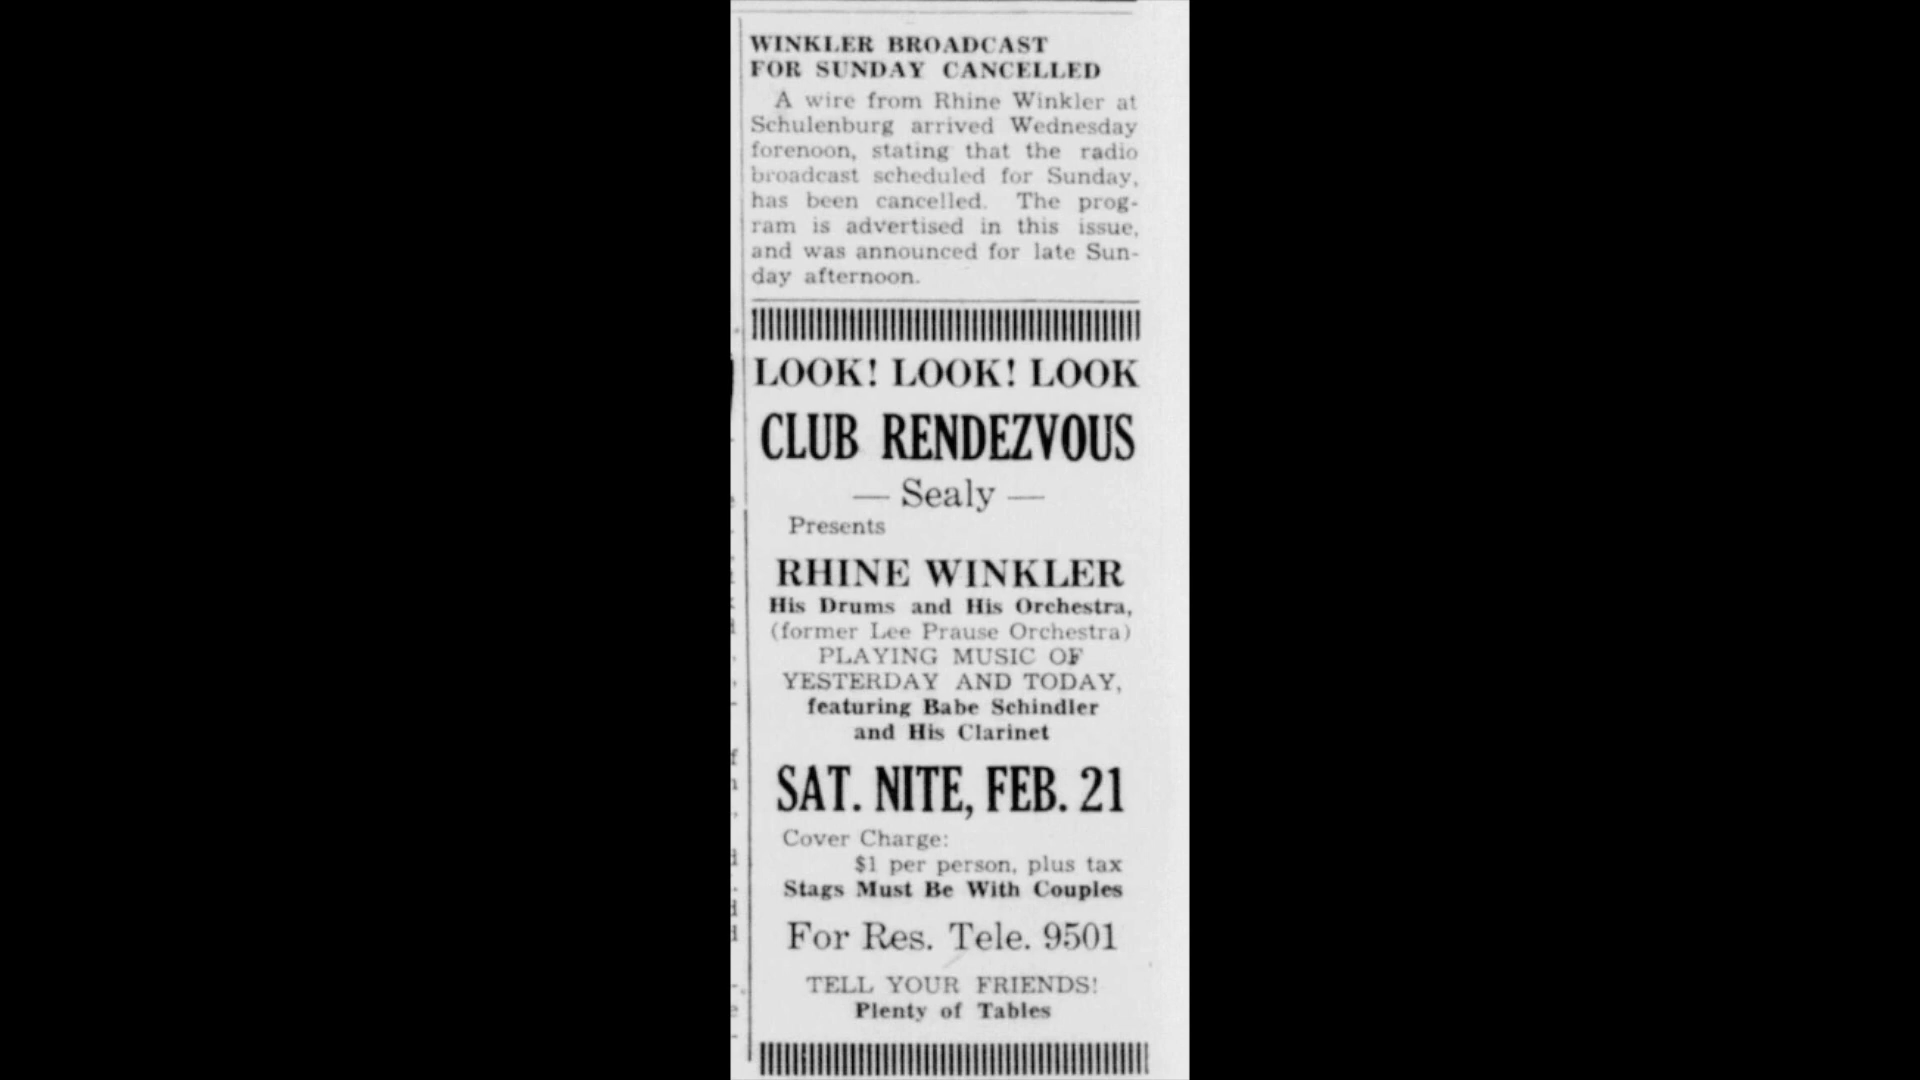 WINKLER BROADCAST
FOR SUNDAY CANCELLED
A wire from Rhine Winkler at
Schulenburg arrived Wednesday
forenoon, stating that the radio
broadcast scheduled for Sunday,
has been cancelled. The prog-
ram is advertised in this issue,
and was announced for late Sun-
day afternoon.
LOOK! LOOK! LOOK
CLUB RENDEZVOUS
— Sealy —
Presents
RHINE WINKLER
His Drums and His Orchestra,
(former Lee Prause Orchestra)
PLAYING MUSIC OF
YESTERDAY AND TODAY,
featuring Babe Schindler
and His Clarinet
SAT. NITE, FEB. 21
Cover Charge:
$1 per person, plus tax
Stags Must Be With Couples
For Res. Tele. 9501
TELL YOUR FRIENDS!
Plenty of Tables